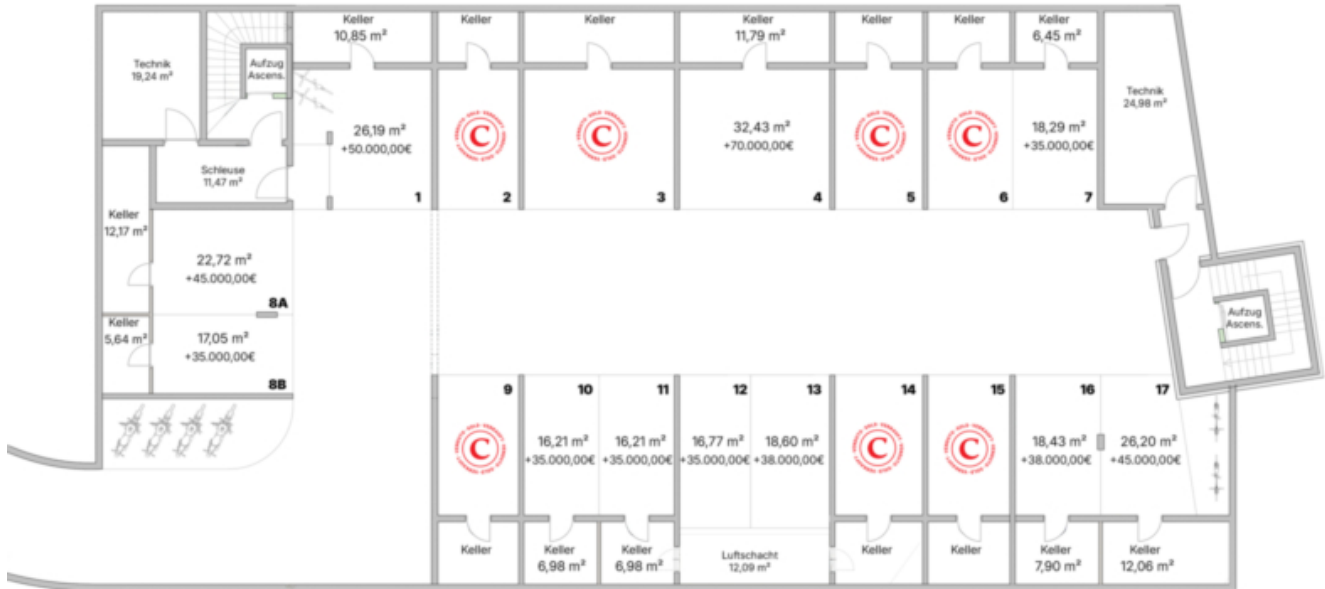 Keller
10,85 m²
Keller
Keller
Keller
11,79 m²
Keller
Keller
Keller
6,45 m²
Technik
19,24 m²
Aufzug
Ascens.
Technik
24,98 m²
26,19 m²
+50.000,00€
C
C
32,43 m²
+70.000,00€
C
C
18,29 m²
+35.000,00€
Schleuse
11,47 m²
1
2
3
4
5
6
7
Keller
12,17 m²
22,72 m²
+45.000,00€
8A
Keller
5,64 m²
17,05 m²
+35.000,00€
8B
Aufzug
Ascens.
9
10
11
12
13
14
15
16
17
C
16,21 m²
+35.000,00€
16,21 m²
+35.000,00€
16,77 m²
+35.000,00€
18,60 m²
+38.000,00€
C
C
18,43 m²
+38.000,00€
26,20 m²
+45.000,00€
Keller
Keller
6,98 m²
Keller
6,98 m²
Luftschacht
12,09 m²
Keller
Keller
Keller
7,90 m²
Keller
12,06 m²